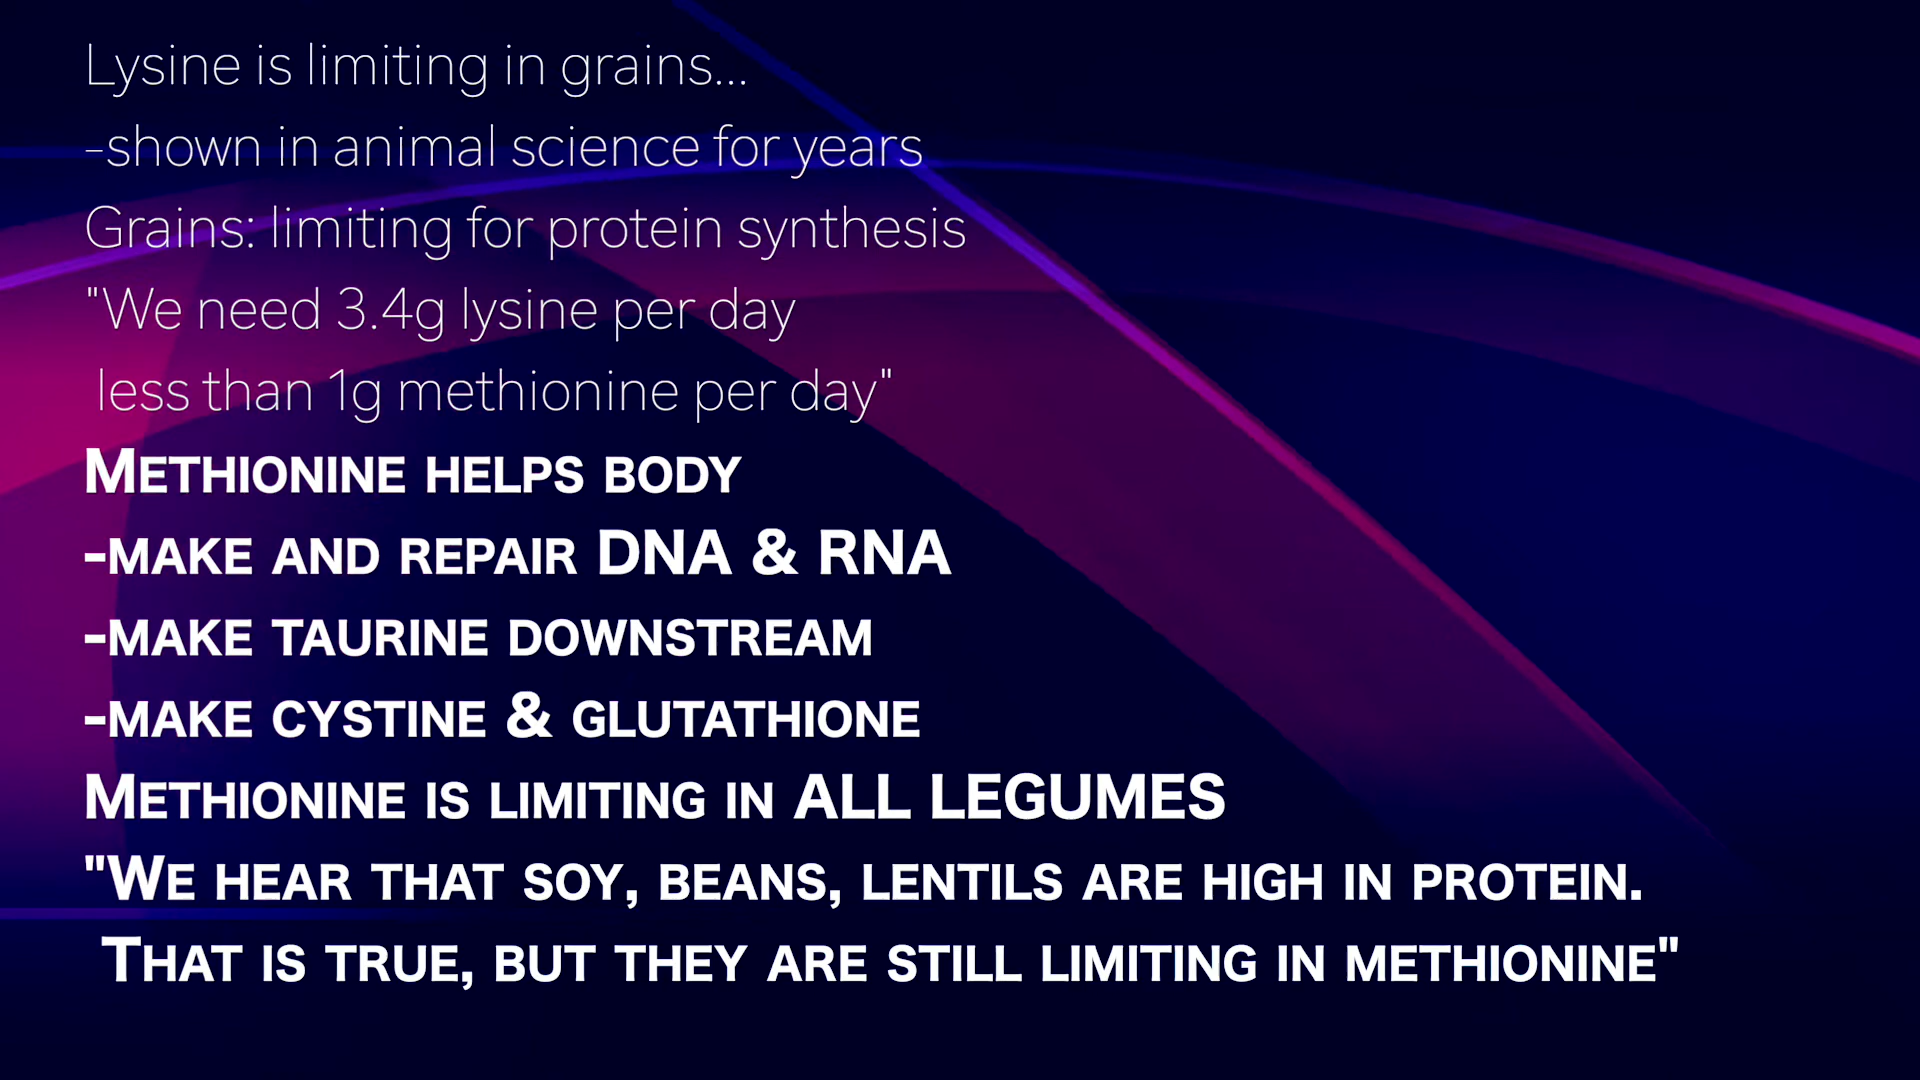 Lysine is limiting in grains...
-shown in animal science for years
Grains: limiting for protein synthesis
"We need 3.4g lysine per day
less than 1g methionine per day"
Methionine helps body
-make and repair DNA & RNA
-make taurine downstream
-make cystine & glutathione
Methionine is limiting in ALL LEGUMES
"We hear that soy, beans, lentils are high in protein.
That is true, but they are still limiting in methionine"